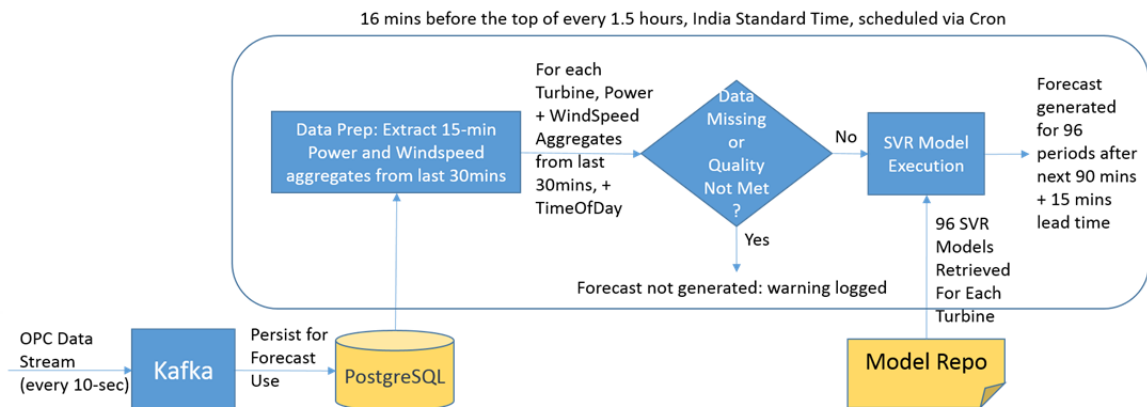 16 mins before the top of every 1.5 hours, India Standard Time, scheduled via Cron
Data Prep: Extract 15-min
Power and Windspeed
aggregates from last 30mins
For each
Turbine, Power
+ WindSpeed
Aggregates
from last
30mins, +
TimeOfDay
Data
Missing
or
Quality
Not Met
?
No
Yes
Forecast not generated: warning logged
SVR Model
Execution
Forecast
generated
for 96
periods after
next 90 mins
+ 15 mins
lead time
96 SVR
Models
Retrieved
For Each
Turbine
OPC Data
Stream
(every 10-sec)
Kafka
Persist for
Forecast
Use
PostgreSQL
Model Repo